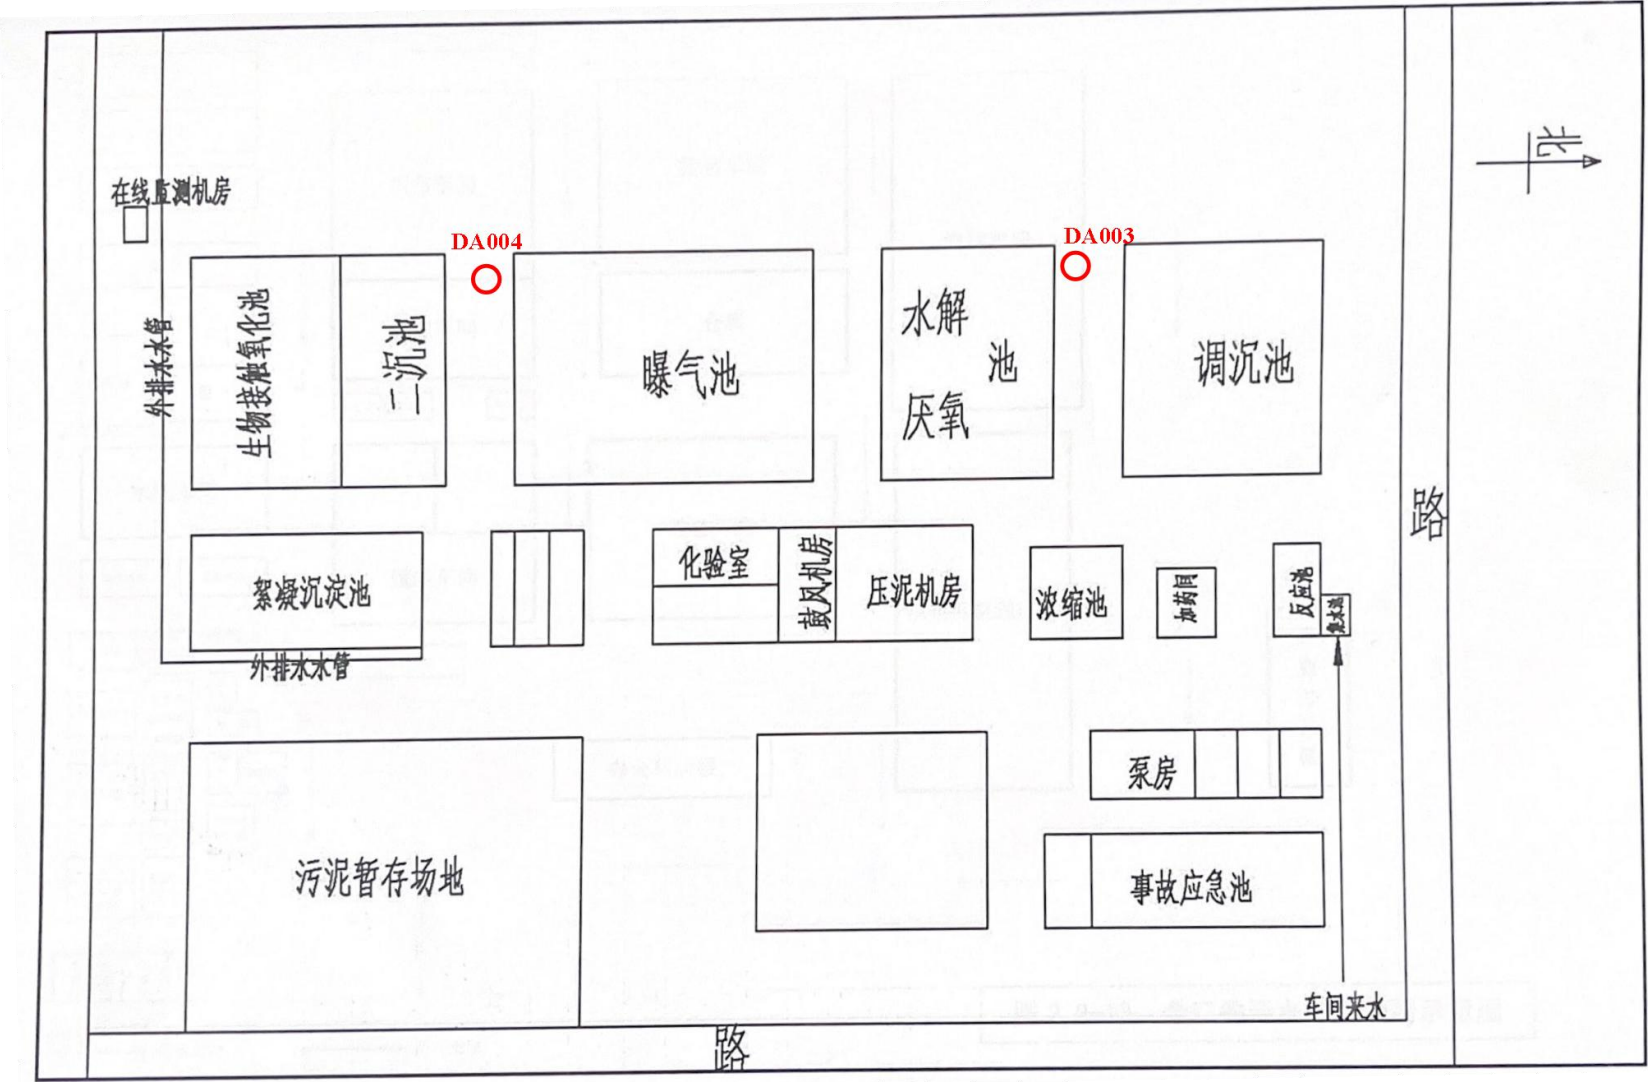 北
在线监测机房
DA004
DA003
外排水水管
生物接触氧化池
二沉池
曝气池
水解
池
厌氧
调沉池
路
絮凝沉淀池
外排水水管
化验室
鼓风机房
压泥机房
浓缩池
加药间
反应池
集水池
泵房
污泥暂存场地
事故应急池
车间来水
路